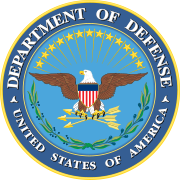 DEPARTMENT OF DEFENSE
UNITED STATES OF AMERICA